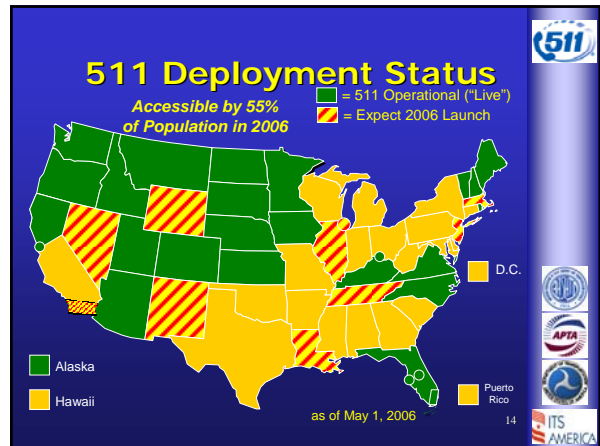 511 Deployment Status
Accessible by 55%
of Population in 2006
= 511 Operational ("Live")
= Expect 2006 Launch
D.C.
Alaska
Hawaii
Puerto
Rico
as of May 1, 2006
14
511
APTA
ITS
AMERICA